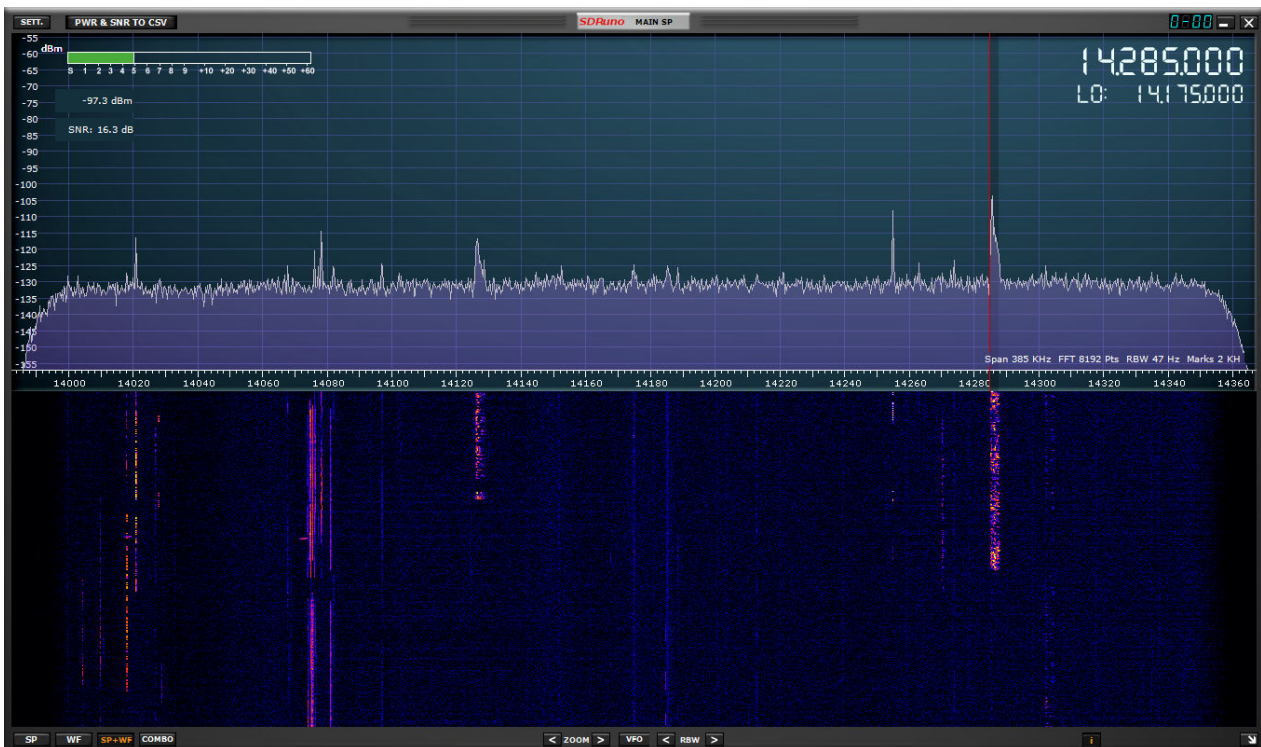 SETT. PWR & SNR TO CSV SDRuno MAIN SP 0-00
-55
dBm
-60
S 1 2 3 4 5 6 7 8 9 +10 +20 +30 +40 +50 +60
14.285.000
-65
-70
LO: 14.175.000
-97.3 dBm
-75
-80
SNR: 16.3 dB
-85
-90
-95
-100
-105
-110
-115
-120
-125
-130
-135
-140
-145
-150
Span 385 KHz FFT 8192 Pts RBW 47 Hz Marks 2 KH
-155
14000 14020 14040 14060 14080 14100 14120 14140 14160 14180 14200 14220 14240 14260 14280 14300 14320 14340 14360
SP WF SP+WF COMBO < ZOOM > VFO < RBW > i